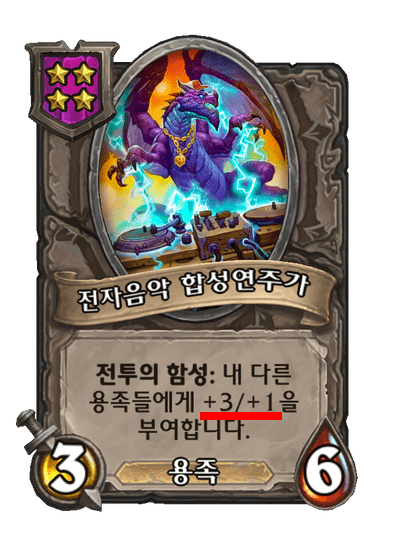 전자음악 합성연주가
전투의 함성: 내 다른
용족들에게 +3/+1을
부여합니다.
3
용족
6